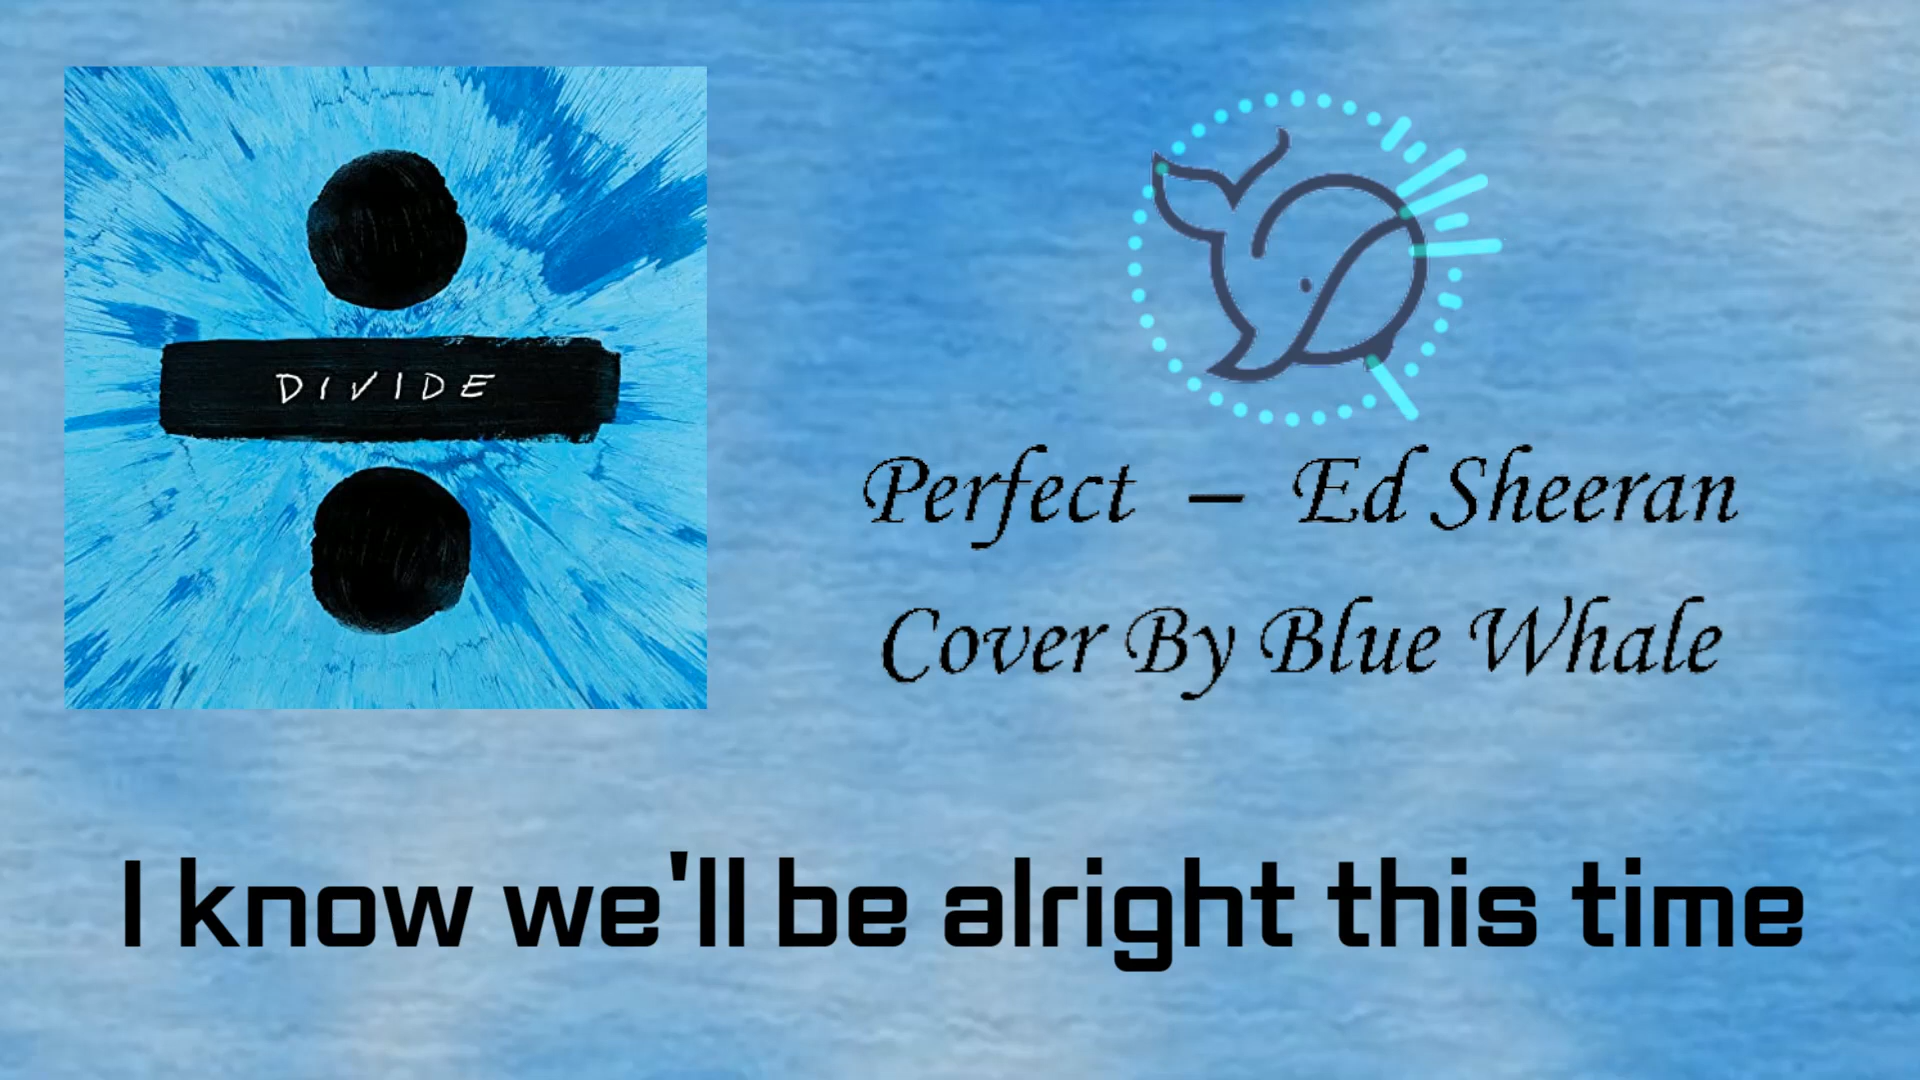 DIVIDE
Perfect – Ed Sheeran
Cover By Blue Whale
I know we'll be alright this time